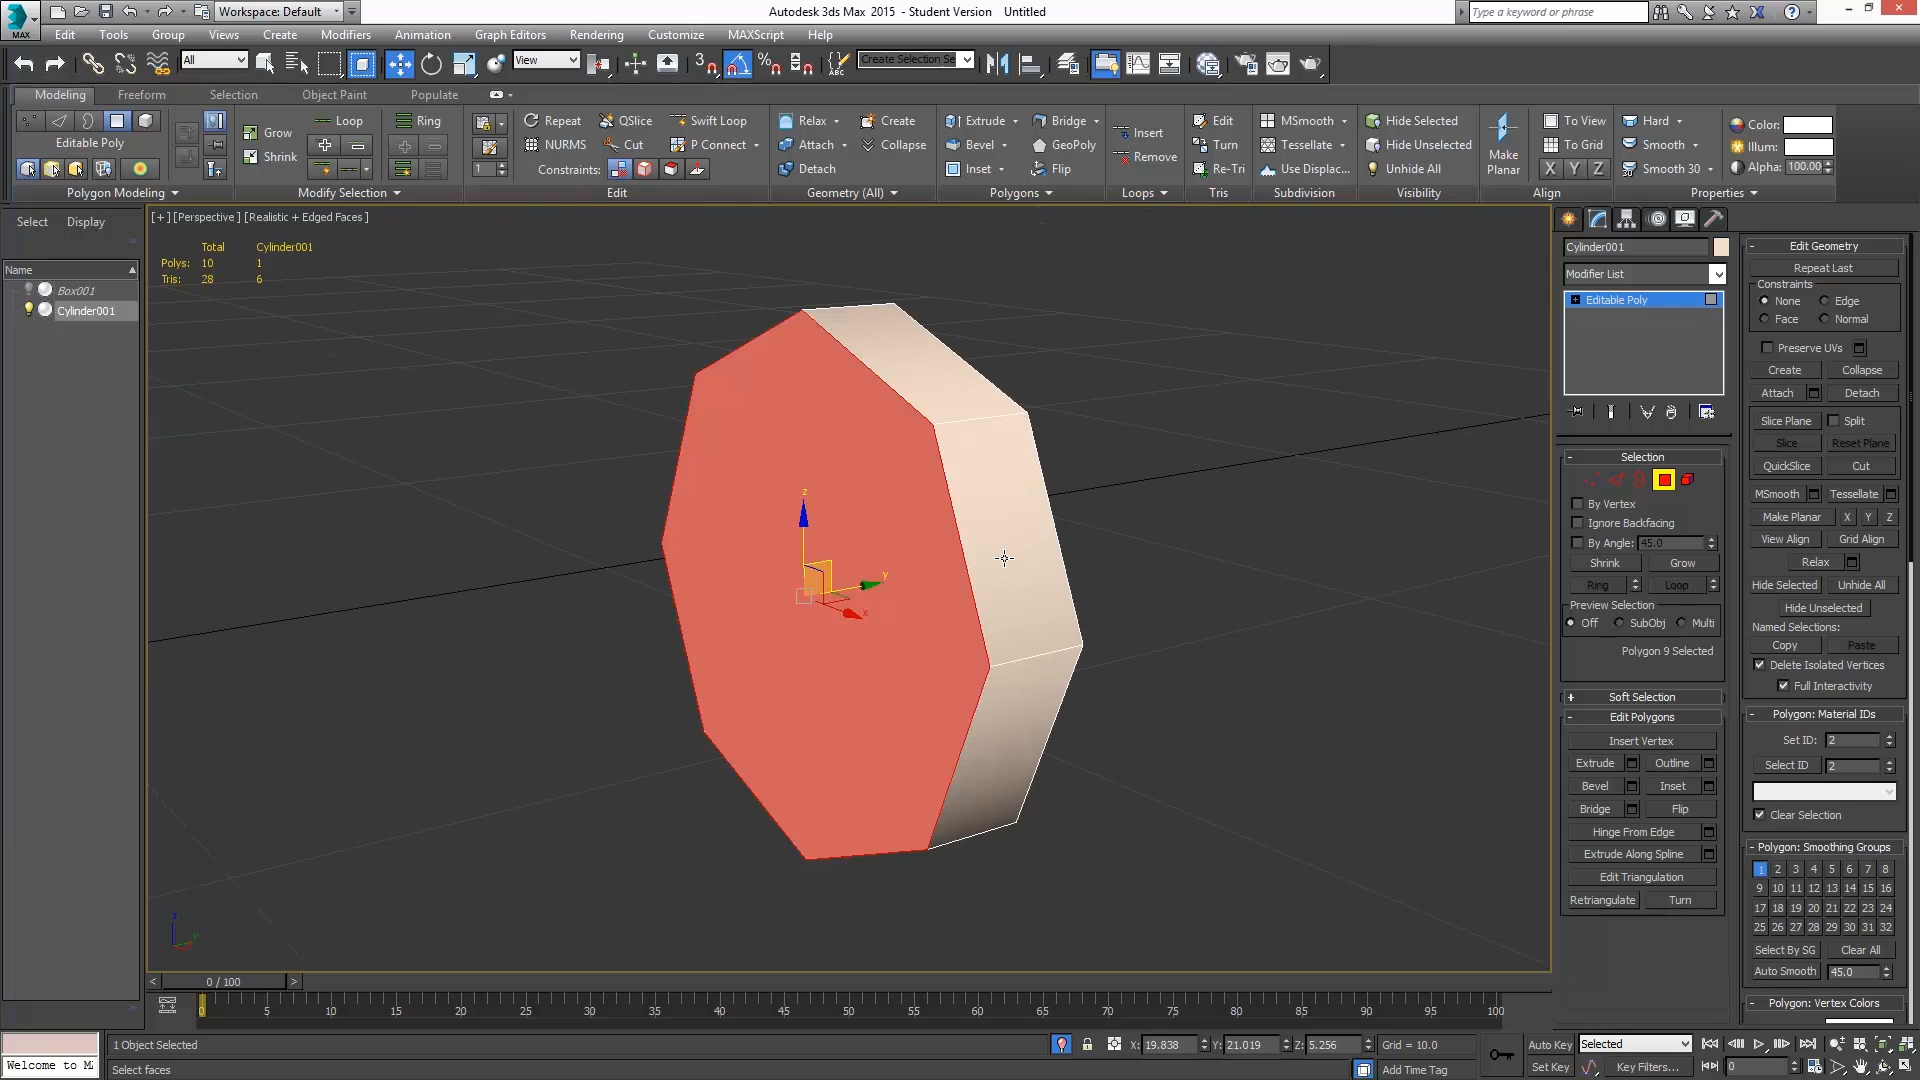 Workspace: Default
Autodesk 3ds Max 2015 - Student Version Untitled
Type a keyword or phrase
MAX Edit Tools Group Views Create Modifiers Animation Graph Editors Rendering Customize MAXScript Help
All View 3 ABC Create Selection Se
Modeling Freeform Selection Object Paint Populate
Loop Ring Repeat QSlice Swift Loop Relax Create Extrude Bridge Insert Edit MSmooth Hide Selected To View Hard Color:
Editable Poly Grow NURMS Cut P Connect Attach Collapse Bevel GeoPoly Remove Turn Tessellate Hide Unselected Make Planar To Grid Smooth Illum:
Shrink 1 Constraints: Detach Inset Flip Re-Tri Use Displac... Unhide All X Y Z Smooth 30 Alpha: 100.00
Polygon Modeling Modify Selection Edit Geometry (All) Polygons Loops Tris Subdivision Visibility Align Properties
Select Display
Name
Box001
Cylinder001
[+] [Perspective ] [Realistic + Edged Faces ]
Total Cylinder001
Polys: 10 1
Tris: 28 6
z
y
x
z
y
Cylinder001
Modifier List
Editable Poly
Selection
By Vertex
Ignore Backfacing
By Angle: 45.0
Shrink Grow
Ring Loop
Preview Selection
Off SubObj Multi
Polygon 9 Selected
Soft Selection
Edit Polygons
Insert Vertex
Extrude Outline
Bevel Inset
Bridge Flip
Hinge From Edge
Extrude Along Spline
Edit Triangulation
Retriangulate Turn
Edit Geometry
Repeat Last
Constraints
None Edge
Face Normal
Preserve UVs
Create Collapse
Attach Detach
Slice Plane Split
Slice Reset Plane
QuickSlice Cut
MSmooth Tessellate
Make Planar X Y Z
View Align Grid Align
Relax
Hide Selected Unhide All
Hide Unselected
Named Selections:
Copy Paste
Delete Isolated Vertices
Full Interactivity
Polygon: Material IDs
Set ID: 2
Select ID 2
Clear Selection
Polygon: Smoothing Groups
1 2 3 4 5 6 7 8
9 10 11 12 13 14 15 16
17 18 19 20 21 22 23 24
25 26 27 28 29 30 31 32
Select By SG Clear All
Auto Smooth 45.0
Polygon: Vertex Colors
< 0 / 100 >
0 5 10 15 20 25 30 35 40 45 50 55 60 65 70 75 80 85 90 95 100
1 Object Selected X: 19.838 Y: 21.019 Z: 5.256 Grid = 10.0 Auto Key Selected
Welcome to M Select faces Add Time Tag Set Key Key Filters... 0